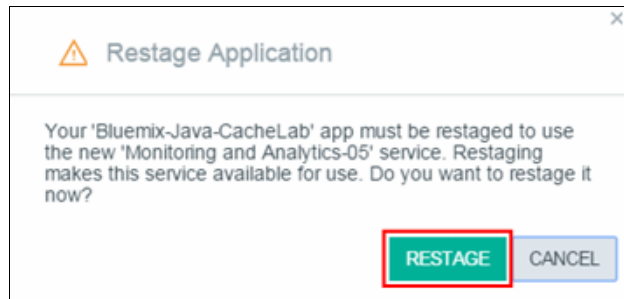 Restage Application
Your 'Bluemix-Java-CacheLab' app must be restaged to use
the new 'Monitoring and Analytics-05' service. Restaging
makes this service available for use. Do you want to restage it
now?
RESTAGE CANCEL